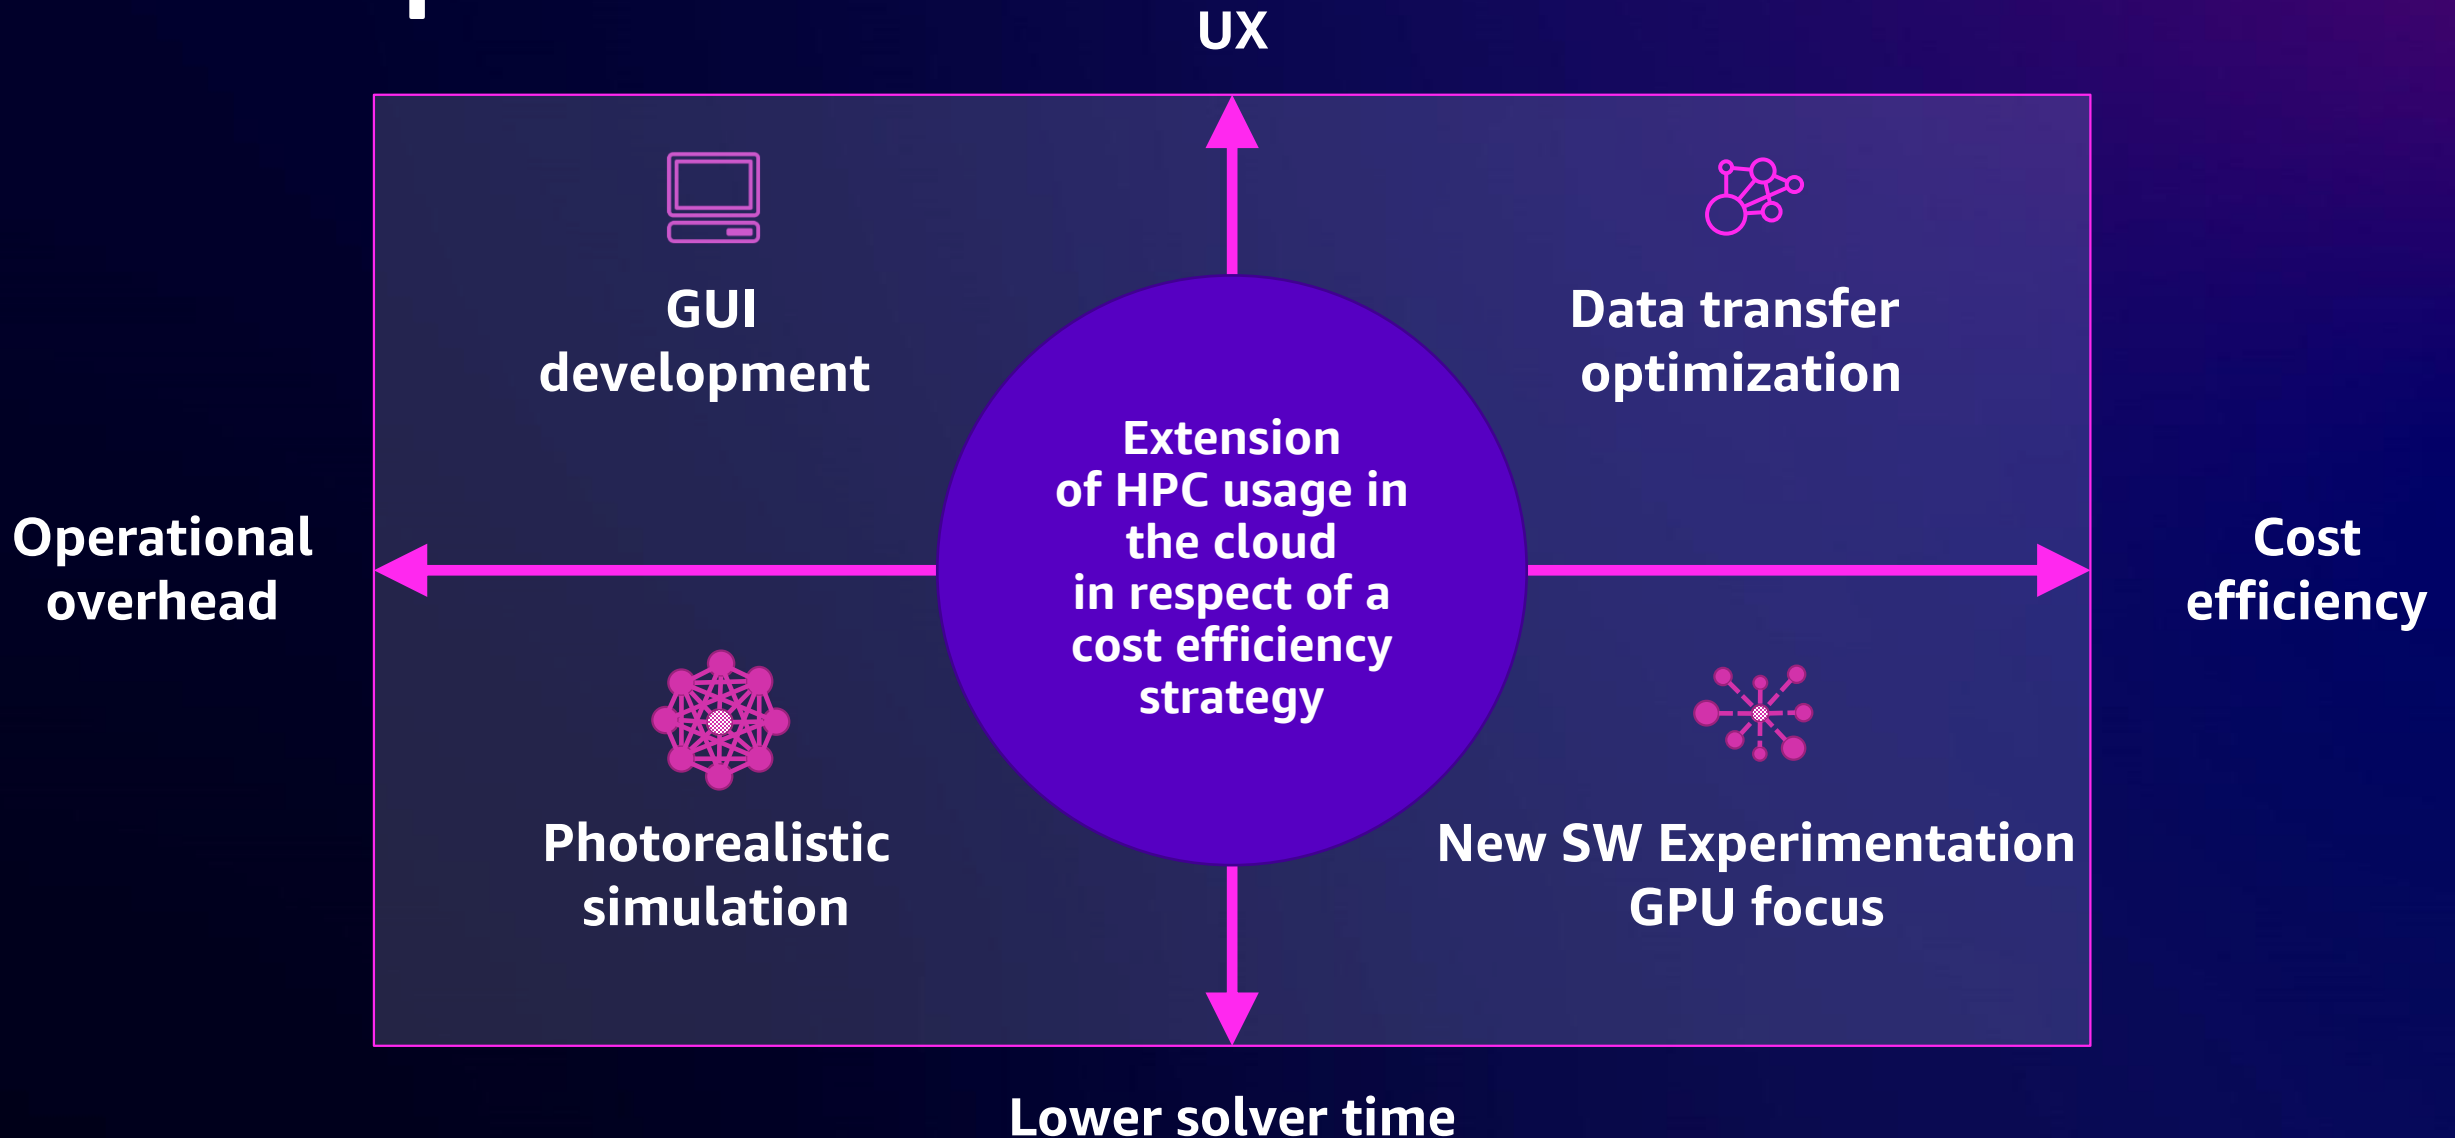 UX
GUI
development
Data transfer
optimization
Extension
of HPC usage in
the cloud
in respect of a
cost efficiency
strategy
Operational
overhead
Cost
efficiency
Photorealistic
simulation
New SW Experimentation
GPU focus
Lower solver time